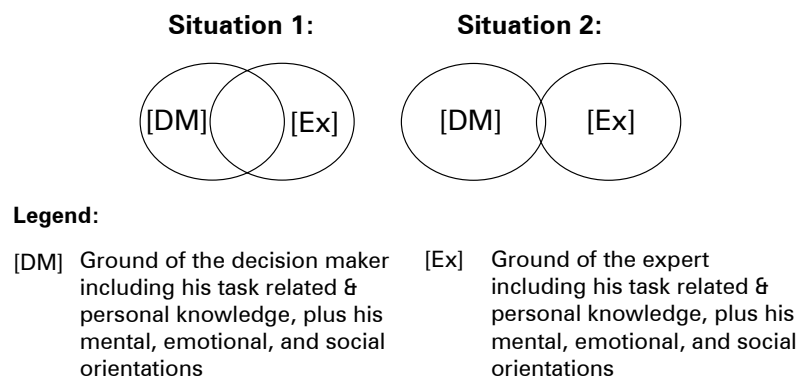 Situation 1:
Situation 2:
[DM]
[Ex]
[DM]
[Ex]
Legend:
[DM] Ground of the decision maker
including his task related &
personal knowledge, plus his
mental, emotional, and social
orientations
[Ex] Ground of the expert
including his task related &
personal knowledge, plus his
mental, emotional, and social
orientations